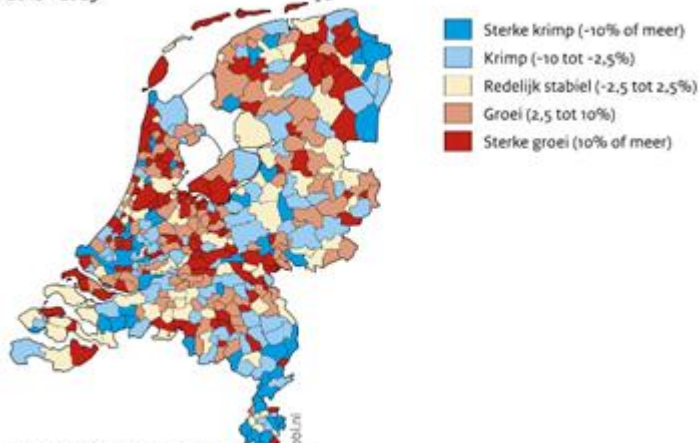 Sterke krimp (-10% of meer)
Krimp (-10 tot -2,5%)
Redelijk stabiel (-2,5 tot 2,5%)
Groei (2,5 tot 10%)
Sterke groei (10% of meer)